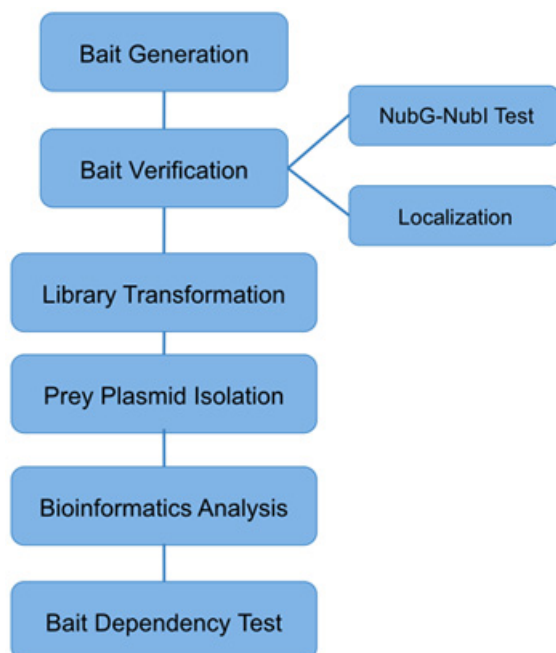 Bait Generation
Bait Verification
NubG-NubI Test
Localization
Library Transformation
Prey Plasmid Isolation
Bioinformatics Analysis
Bait Dependency Test